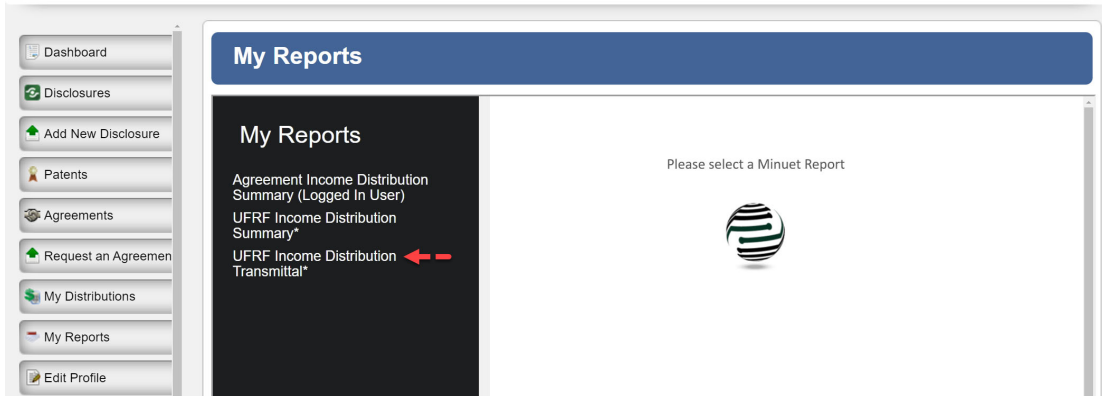 Dashboard
Disclosures
Add New Disclosure
Patents
Agreements
Request an Agreemen
My Distributions
My Reports
Edit Profile
My Reports
My Reports
Agreement Income Distribution
Summary (Logged In User)
UFRF Income Distribution
Summary*
UFRF Income Distribution
Transmittal*
Please select a Minuet Report